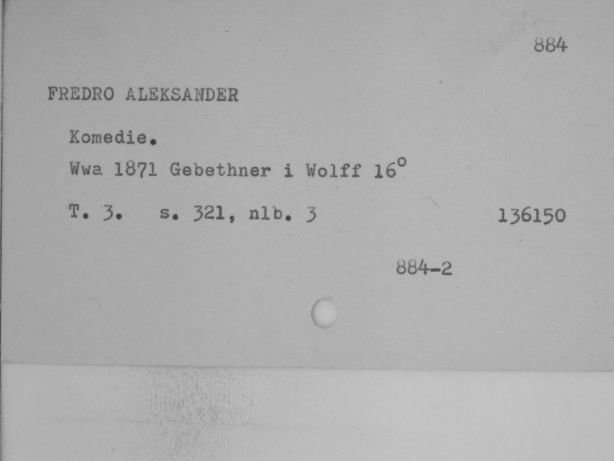 884
FREDRO ALEKSANDER
Komedie.
Wwa 1871 Gebethner i Wolff 16°
T. 3. s. 321, nlb. 3 136150
884-2